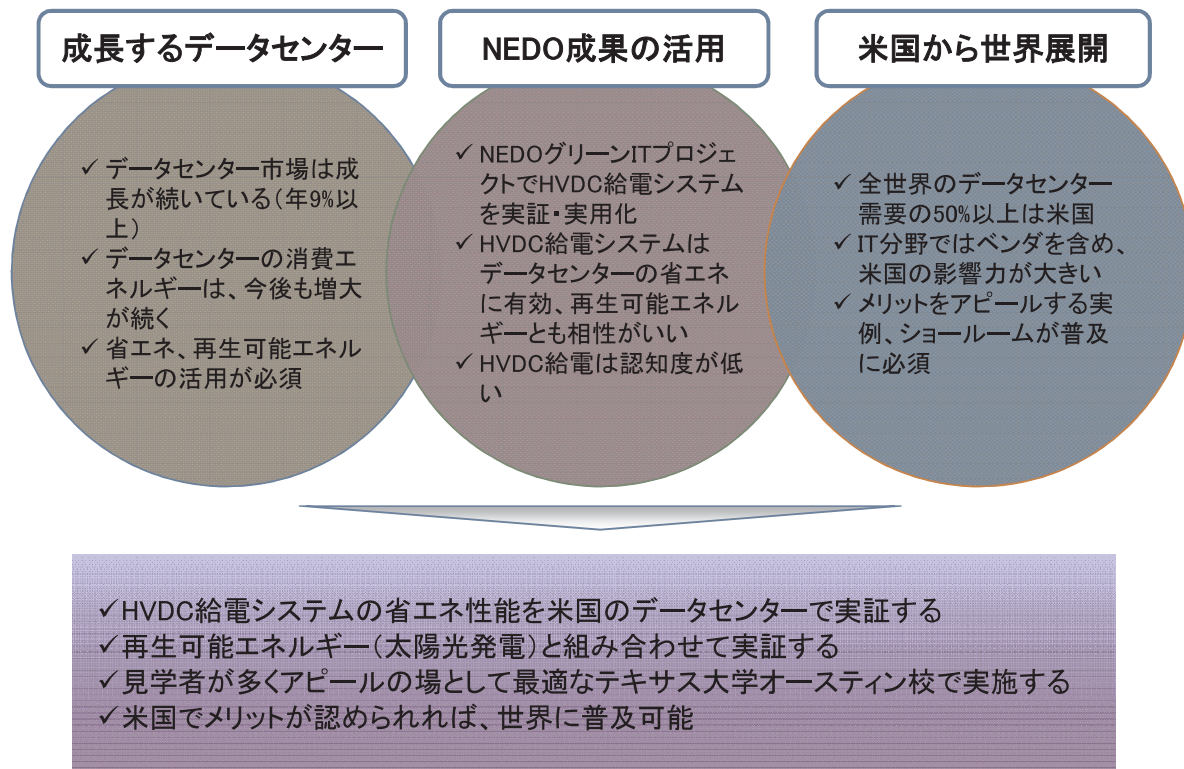 成長するデータセンター
✓ データセンター市場は成
長が続いている(年9%以
上)
✓ データセンターの消費エ
ネルギーは、今後も増大
が続く
✓ 省エネ、再生可能エネル
ギーの活用が必須
NEDO成果の活用
✓ NEDOグリーンITプロジェ
クトでHVDC給電システム
を実証・実用化
✓ HVDC給電システムは
データセンターの省エネ
に有効、再生可能エネル
ギーとも相性がいい
✓ HVDC給電は認知度が低
い
米国から世界展開
✓ 全世界のデータセンター
需要の50%以上は米国
✓ IT分野ではベンダを含め、
米国の影響力が大きい
✓ メリットをアピールする実
例、ショールームが普及
に必須
✓HVDC給電システムの省エネ性能を米国のデータセンターで実証する
✓再生可能エネルギー(太陽光発電)と組み合わせて実証する
✓見学者が多くアピールの場として最適なテキサス大学オースティン校で実施する
✓米国でメリットが認められれば、世界に普及可能